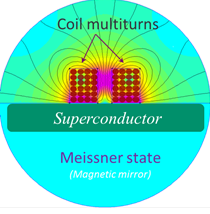 Coil multiturns
Superconductor
Meissner state
(Magnetic mirror)